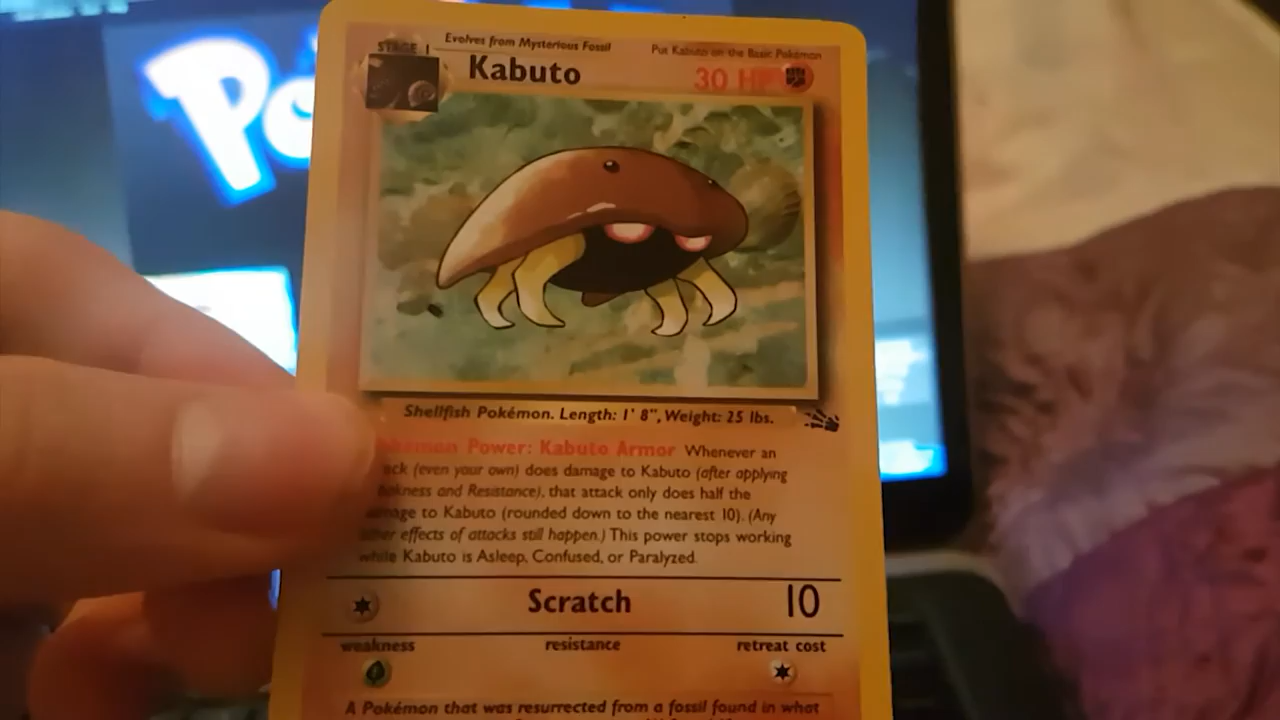 Po
STAGE 1
Evolves from Mysterious Fossil
Put Kabuto on the Basic Pokémon
Kabuto
30 HP
Shellfish Pokémon. Length: 1' 8", Weight: 25 lbs.
Power: Kabuto Armor Whenever an
(even your own) does damage to Kabuto (after applying
and Resistance), that attack only does half the
to Kabuto (rounded down to the nearest 10). (Any
effects of attacks still happen.) This power stops working
while Kabuto is Asleep, Confused, or Paralyzed.
Scratch 10
weakness resistance retreat cost
A Pokémon that was resurrected from a fossil found in what